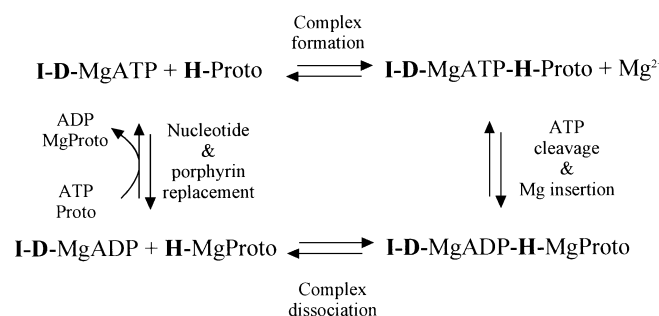 Complex
formation
I-D-MgATP + H-Proto
I-D-MgATP-H-Proto + Mg²⁺
ADP
MgProto
ATP
Proto
Nucleotide
&
porphyrin
replacement
ATP
cleavage
&
Mg insertion
I-D-MgADP + H-MgProto
I-D-MgADP-H-MgProto
Complex
dissociation